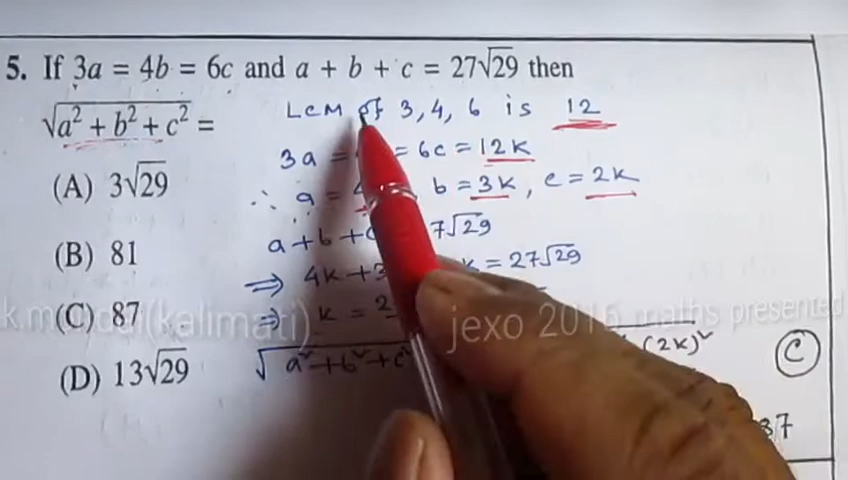 5. If 3a = 4b = 6c and a + b + c = 27√29 then
√a² + b² + c² =
LCM of 3, 4, 6 is 12
(A) 3√29
3a = = 6c = 12K
∴ a = b = 3K, c = 2K
(B) 81
a+b+c 7√29
⇒ 4K+3 K = 27√29
(C) 87
⇒ K =
(D) 13√29
√a²+b²+c²
(2K)²
C
87
(kalimati) jexo 2016 maths presented